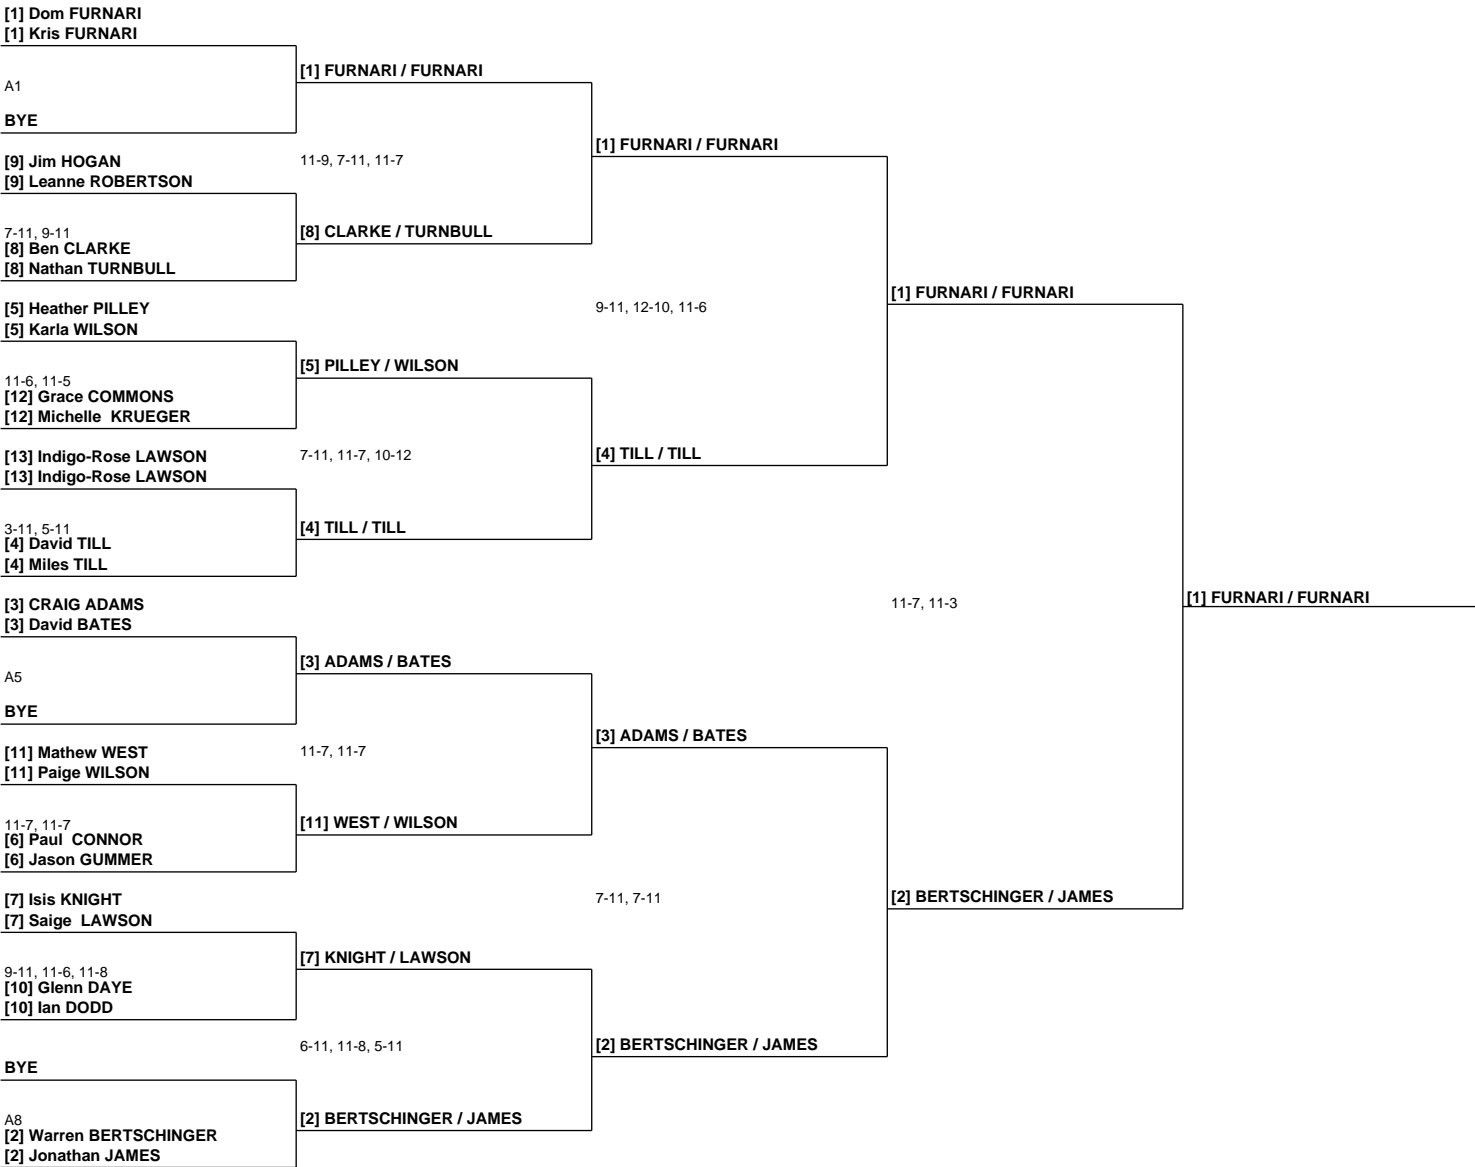 [1] Dom FURNARI
[1] Kris FURNARI
A1
BYE
[9] Jim HOGAN
[9] Leanne ROBERTSON
7-11, 9-11
[8] Ben CLARKE
[8] Nathan TURNBULL
[5] Heather PILLEY
[5] Karla WILSON
11-6, 11-5
[12] Grace COMMONS
[12] Michelle  KRUEGER
[13] Indigo-Rose LAWSON
[13] Indigo-Rose LAWSON
3-11, 5-11
[4] David TILL
[4] Miles TILL
[3] CRAIG ADAMS
[3] David BATES
A5
BYE
[11] Mathew WEST
[11] Paige WILSON
11-7, 11-7
[6] Paul  CONNOR
[6] Jason GUMMER
[7] Isis KNIGHT
[7] Saige  LAWSON
9-11, 11-6, 11-8
[10] Glenn DAYE
[10] Ian DODD
BYE
A8
[2] Warren BERTSCHINGER
[2] Jonathan JAMES
[1] FURNARI / FURNARI
11-9, 7-11, 11-7
[8] CLARKE / TURNBULL
[5] PILLEY / WILSON
7-11, 11-7, 10-12
[4] TILL / TILL
[3] ADAMS / BATES
11-7, 11-7
[11] WEST / WILSON
[7] KNIGHT / LAWSON
6-11, 11-8, 5-11
[2] BERTSCHINGER / JAMES
[1] FURNARI / FURNARI
9-11, 12-10, 11-6
[4] TILL / TILL
[3] ADAMS / BATES
7-11, 7-11
[2] BERTSCHINGER / JAMES
[1] FURNARI / FURNARI
11-7, 11-3
[2] BERTSCHINGER / JAMES
[1] FURNARI / FURNARI